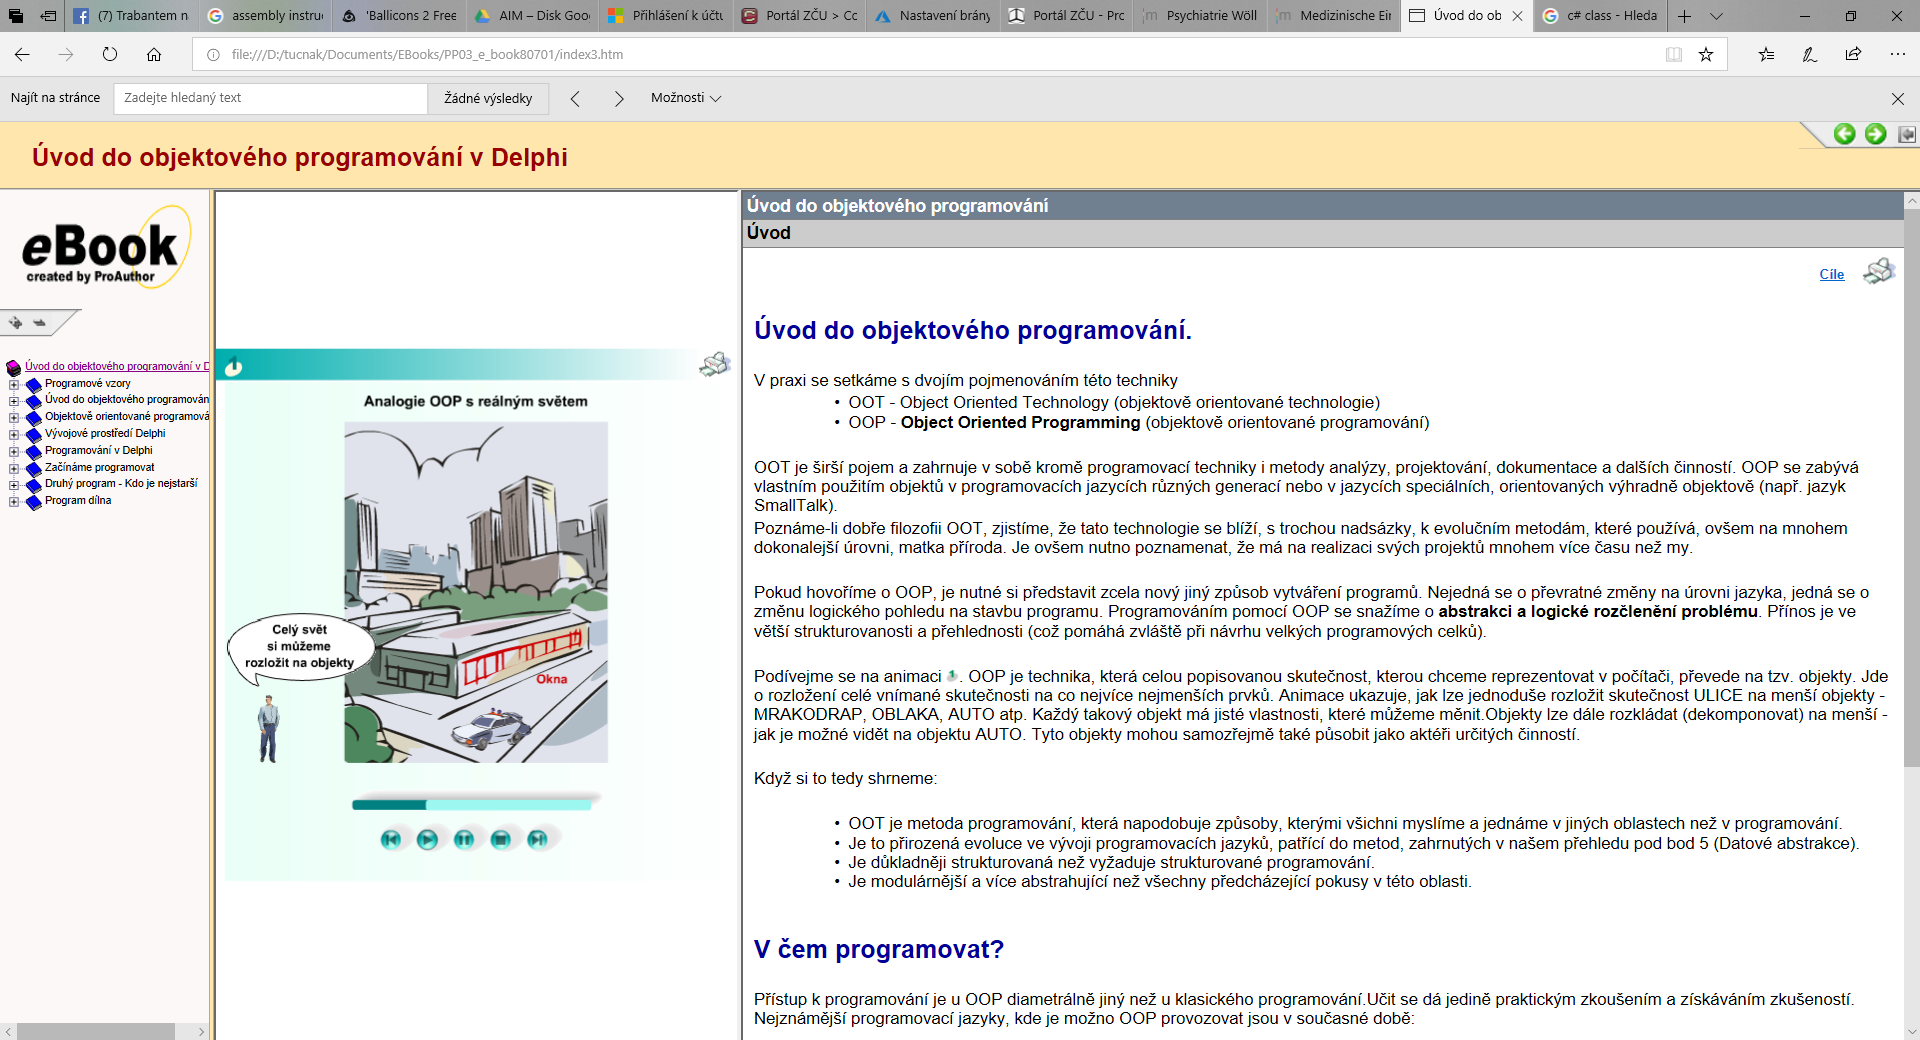 (7) Trabantem n
assembly instru
'Ballicons 2 Free
AIM – Disk Goo
Přihlášení k účtu
Portál ZČU > Co
Nastavení brány
Portál ZČU - Pro
Psychiatrie Wöll
Medizinische Ein
Úvod do ob
c# class - Hleda
file:///D:/tucnak/Documents/EBooks/PP03_e_book80701/index3.htm
Najít na stránce
Zadejte hledaný text
Žádné výsledky
Možnosti
Úvod do objektového programování v Delphi
eBook
created by ProAuthor
Úvod do objektového programování v D
Programové vzory
Úvod do objektového programován
Objektově orientované programová
Vývojové prostředí Delphi
Programování v Delphi
Začínáme programovat
Druhý program - Kdo je nejstarší
Program dílna
Analogie OOP s reálným světem
Celý svět
si můžeme
rozložit na objekty
Okna
Úvod do objektového programování
Úvod
Cíle
Úvod do objektového programování.
V praxi se setkáme s dvojím pojmenováním této techniky
• OOT - Object Oriented Technology (objektově orientované technologie)
• OOP - Object Oriented Programming (objektově orientované programování)
OOT je širší pojem a zahrnuje v sobě kromě programovací techniky i metody analýzy, projektování, dokumentace a dalších činností. OOP se zabývá
vlastním použitím objektů v programovacích jazycích různých generací nebo v jazycích speciálních, orientovaných výhradně objektově (např. jazyk
SmallTalk).
Poznáme-li dobře filozofii OOT, zjistíme, že tato technologie se blíží, s trochou nadsázky, k evolučním metodám, které používá, ovšem na mnohem
dokonalejší úrovni, matka příroda. Je ovšem nutno poznamenat, že má na realizaci svých projektů mnohem více času než my.
Pokud hovoříme o OOP, je nutné si představit zcela nový jiný způsob vytváření programů. Nejedná se o převratné změny na úrovni jazyka, jedná se o
změnu logického pohledu na stavbu programu. Programováním pomocí OOP se snažíme o abstrakci a logické rozčlenění problému. Přínos je ve
větší strukturovanosti a přehlednosti (což pomáhá zvláště při návrhu velkých programových celků).
Podívejme se na animaci . OOP je technika, která celou popisovanou skutečnost, kterou chceme reprezentovat v počítači, převede na tzv. objekty. Jde
o rozložení celé vnímané skutečnosti na co nejvíce nejmenších prvků. Animace ukazuje, jak lze jednoduše rozložit skutečnost ULICE na menší objekty -
MRAKODRAP, OBLAKA, AUTO atp. Každý takový objekt má jisté vlastnosti, které můžeme měnit.Objekty lze dále rozkládat (dekomponovat) na menší -
jak je možné vidět na objektu AUTO. Tyto objekty mohou samozřejmě také působit jako aktéři určitých činností.
Když si to tedy shrneme:
• OOT je metoda programování, která napodobuje způsoby, kterými všichni myslíme a jednáme v jiných oblastech než v programování.
• Je to přirozená evoluce ve vývoji programovacích jazyků, patřící do metod, zahrnutých v našem přehledu pod bod 5 (Datové abstrakce).
• Je důkladněji strukturovaná než vyžaduje strukturované programování.
• Je modulárnější a více abstrahující než všechny předcházející pokusy v této oblasti.
V čem programovat?
Přístup k programování je u OOP diametrálně jiný než u klasického programování.Učit se dá jedině praktickým zkoušením a získáváním zkušeností.
Nejznámější programovací jazyky, kde je možno OOP provozovat jsou v současné době: